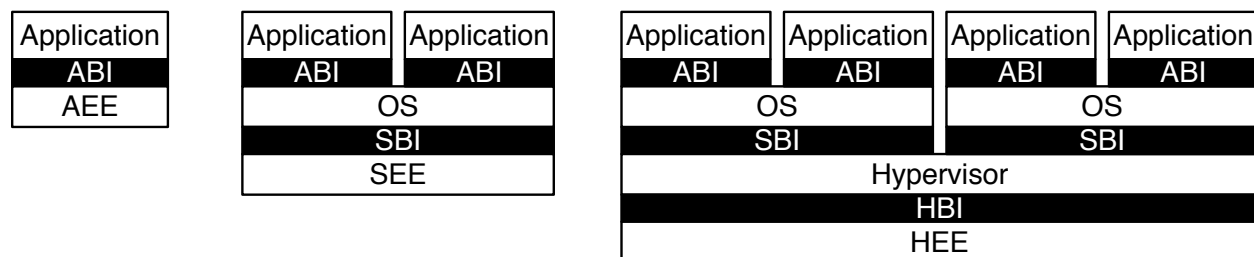 Application
ABI
AEE
Application Application
ABI ABI
OS
SBI
SEE
Application Application Application Application
ABI ABI ABI ABI
OS OS
SBI SBI
Hypervisor
HBI
HEE